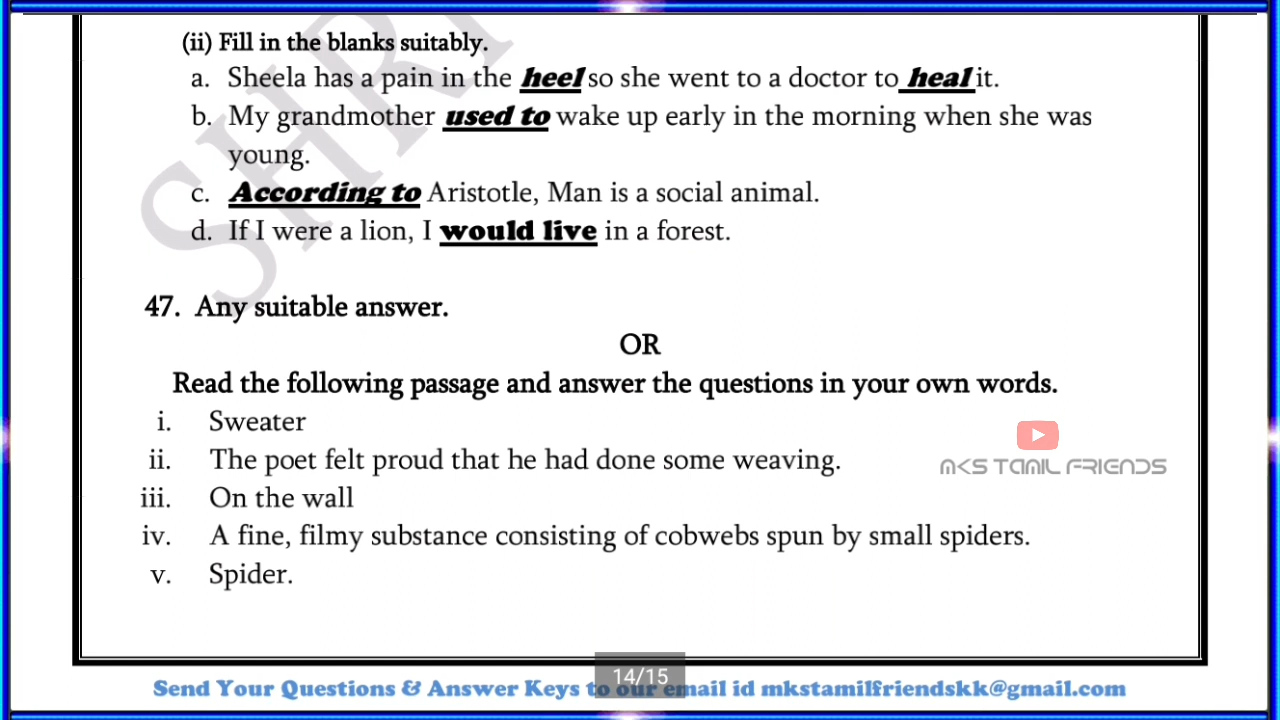 (ii) Fill in the blanks suitably.
a. Sheela has a pain in the heel so she went to a doctor to heal it.
b. My grandmother used to wake up early in the morning when she was
young.
c. According to Aristotle, Man is a social animal.
d. If I were a lion, I would live in a forest.
47. Any suitable answer.
OR
Read the following passage and answer the questions in your own words.
i. Sweater
ii. The poet felt proud that he had done some weaving.
iii. On the wall
iv. A fine, filmy substance consisting of cobwebs spun by small spiders.
v. Spider.
MKS TAMIL FRIENDS
SHRI
14/15
Send Your Questions & Answer Keys to our email id mkstamilfriendskk@gmail.com